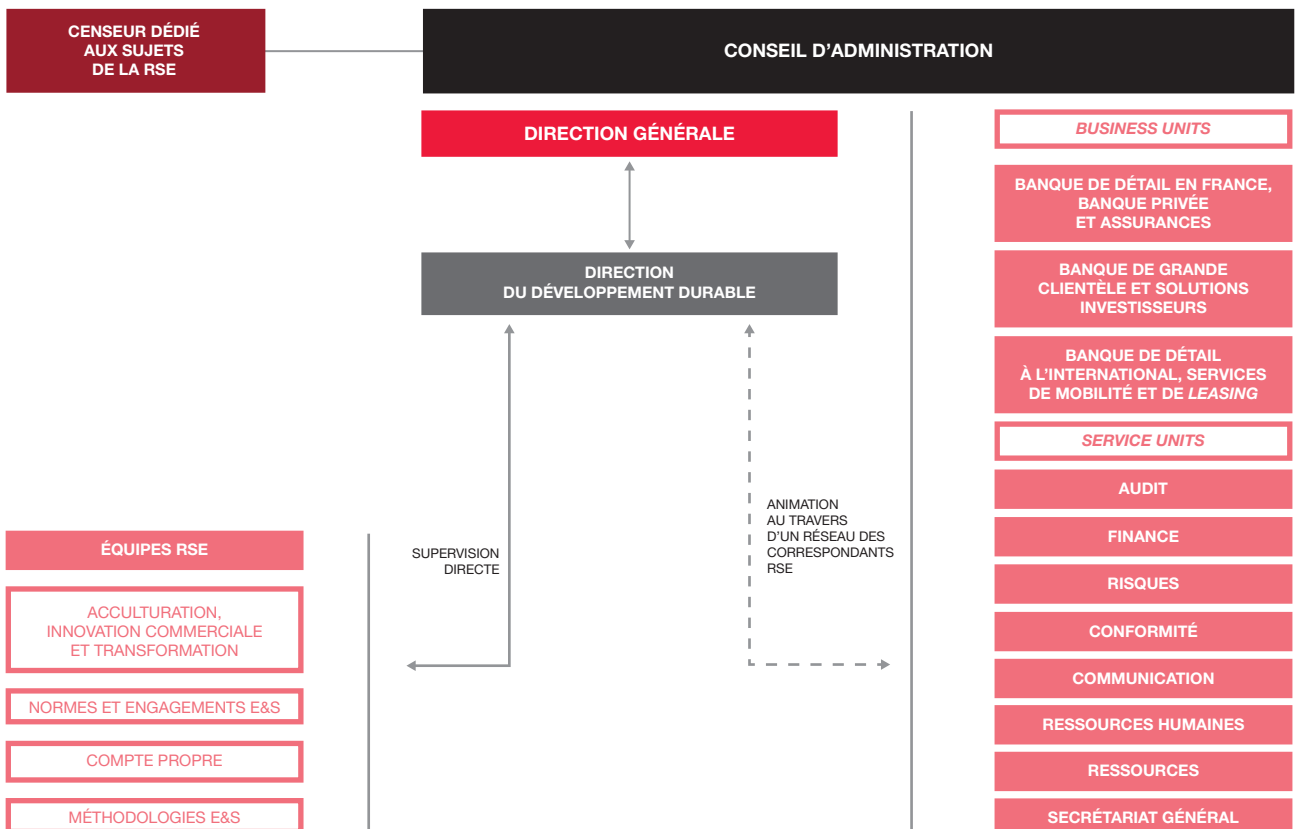 CENSEUR DÉDIÉ
AUX SUJETS
DE LA RSE
CONSEIL D'ADMINISTRATION
DIRECTION GÉNÉRALE
DIRECTION
DU DÉVELOPPEMENT DURABLE
SUPERVISION
DIRECTE
ANIMATION
AU TRAVERS
D'UN RÉSEAU DES
CORRESPONDANTS
RSE
ÉQUIPES RSE
ACCULTURATION,
INNOVATION COMMERCIALE
ET TRANSFORMATION
NORMES ET ENGAGEMENTS E&S
COMPTE PROPRE
MÉTHODOLOGIES E&S
BUSINESS UNITS
BANQUE DE DÉTAIL EN FRANCE,
BANQUE PRIVÉE
ET ASSURANCES
BANQUE DE GRANDE
CLIENTÈLE ET SOLUTIONS
INVESTISSEURS
BANQUE DE DÉTAIL
À L'INTERNATIONAL, SERVICES
DE MOBILITÉ ET DE LEASING
SERVICE UNITS
AUDIT
FINANCE
RISQUES
CONFORMITÉ
COMMUNICATION
RESSOURCES HUMAINES
RESSOURCES
SECRÉTARIAT GÉNÉRAL